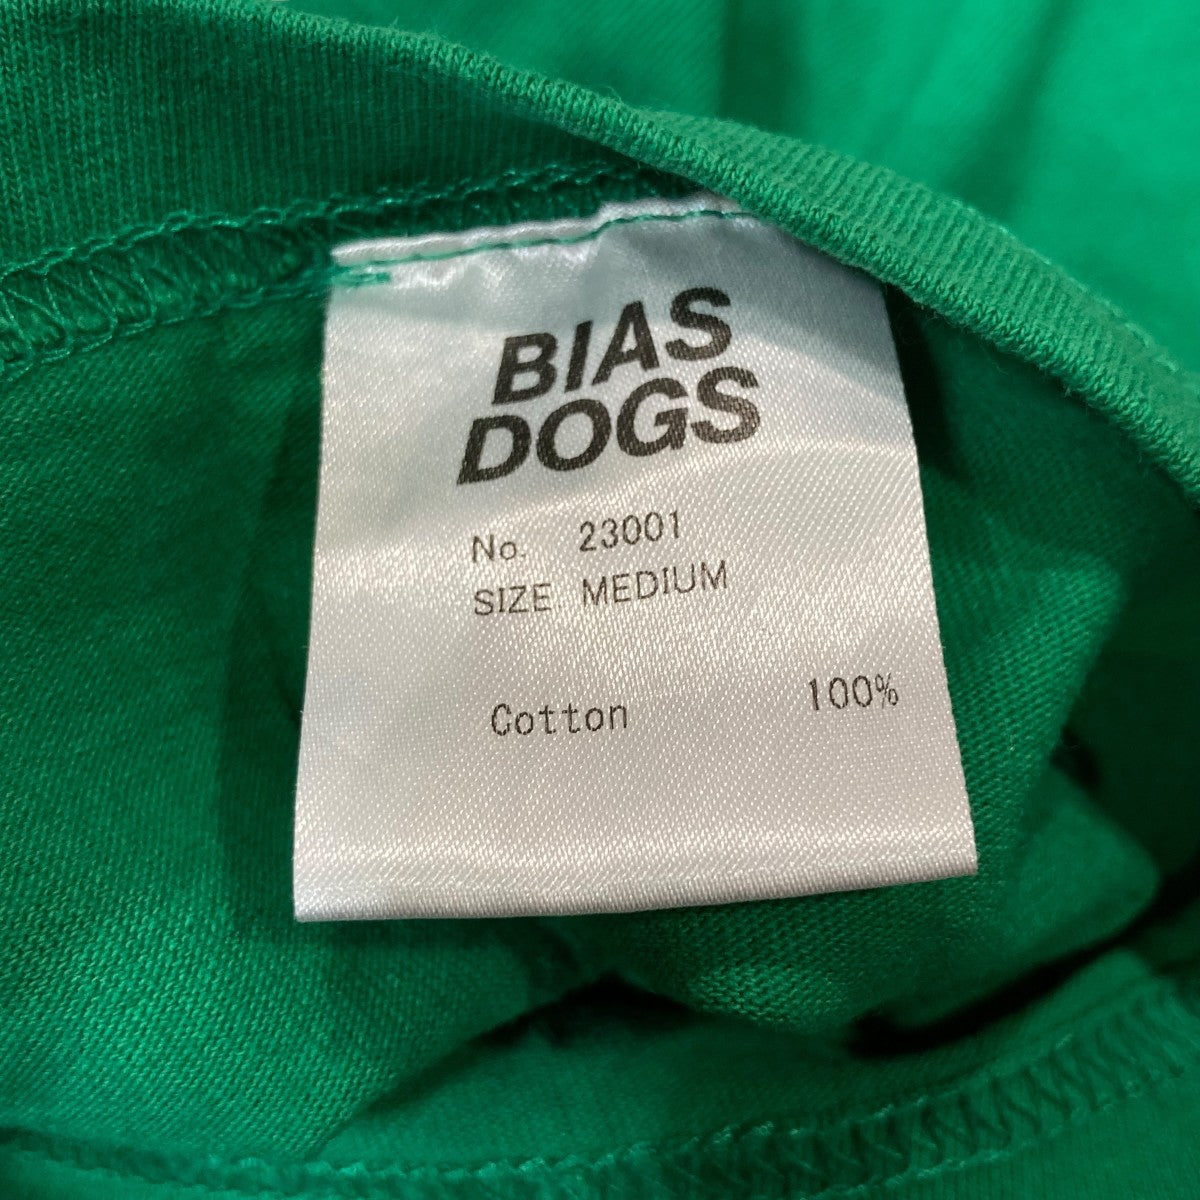 BIAS
DOGS
No. 23001
SIZE MEDIUM
Cotton 100%